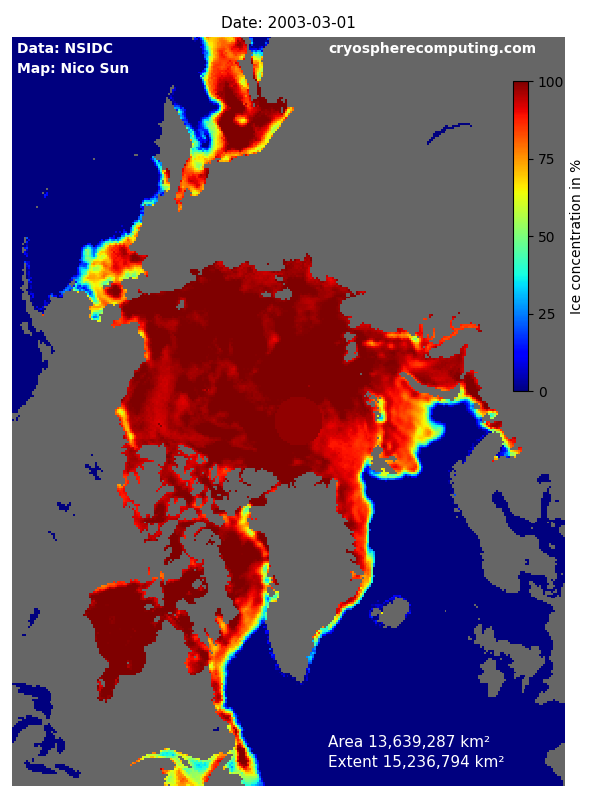 Date: 2003-03-01
Data: NSIDC
Map: Nico Sun
cryospherecomputing.com
100
75
50
25
0
Ice concentration in %
Area 13,639,287 km²
Extent 15,236,794 km²